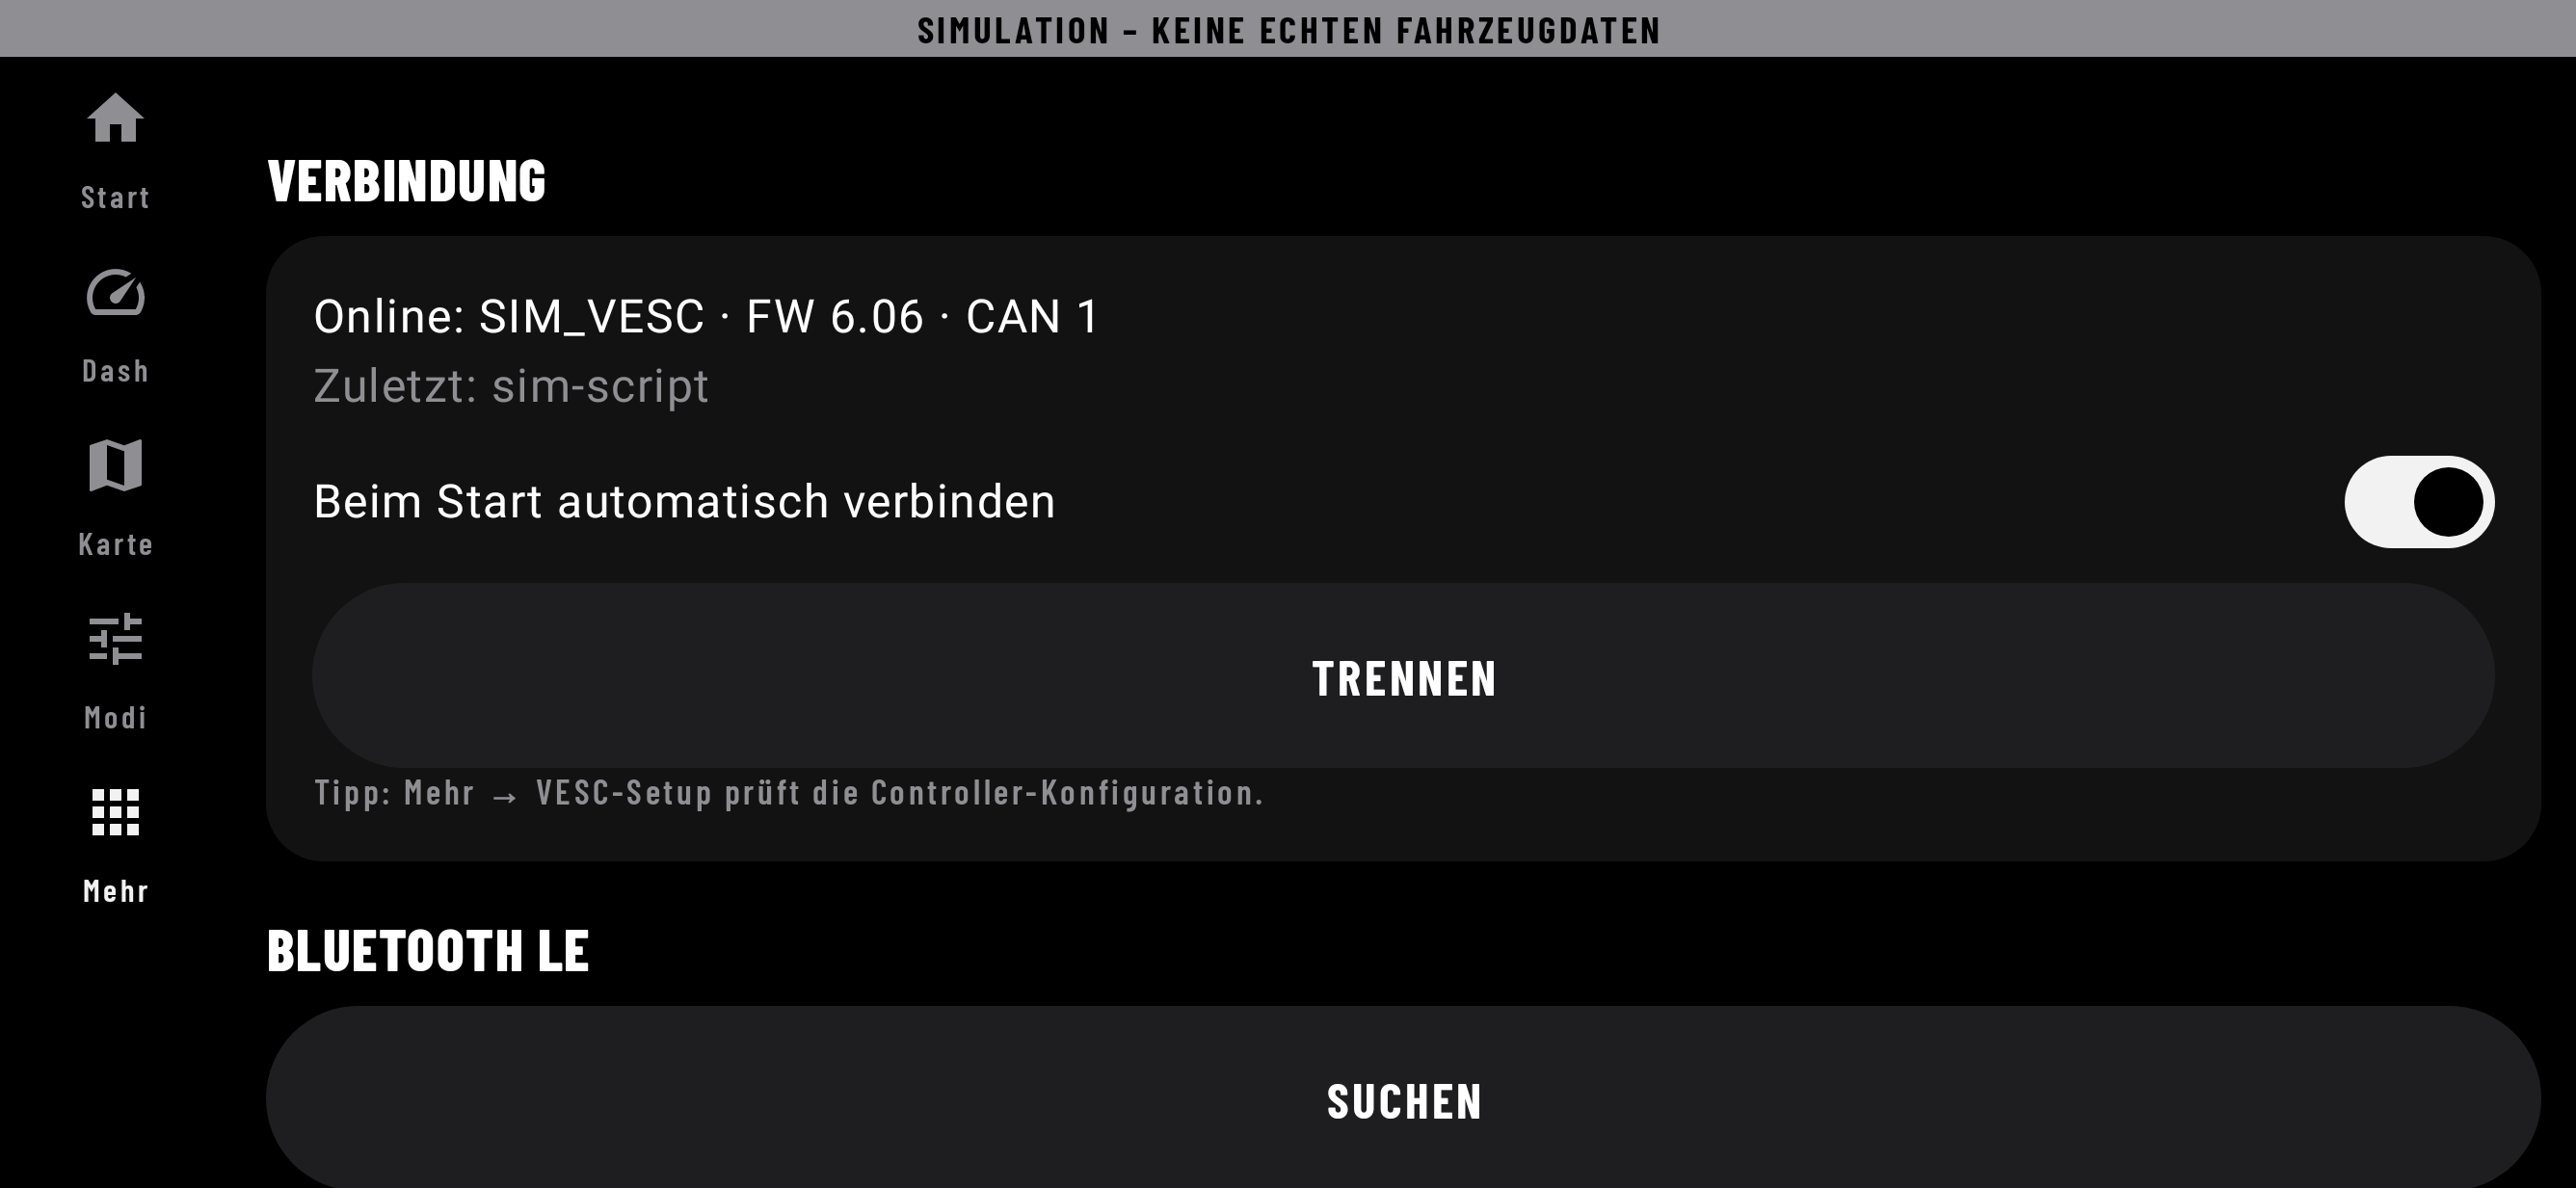 SIMULATION – KEINE ECHTEN FAHRZEUGDATEN
Start
Dash
Karte
Modi
Mehr
VERBINDUNG
Online: SIM_VESC · FW 6.06 · CAN 1
Zuletzt: sim-script
Beim Start automatisch verbinden
TRENNEN
Tipp: Mehr → VESC-Setup prüft die Controller-Konfiguration.
BLUETOOTH LE
SUCHEN